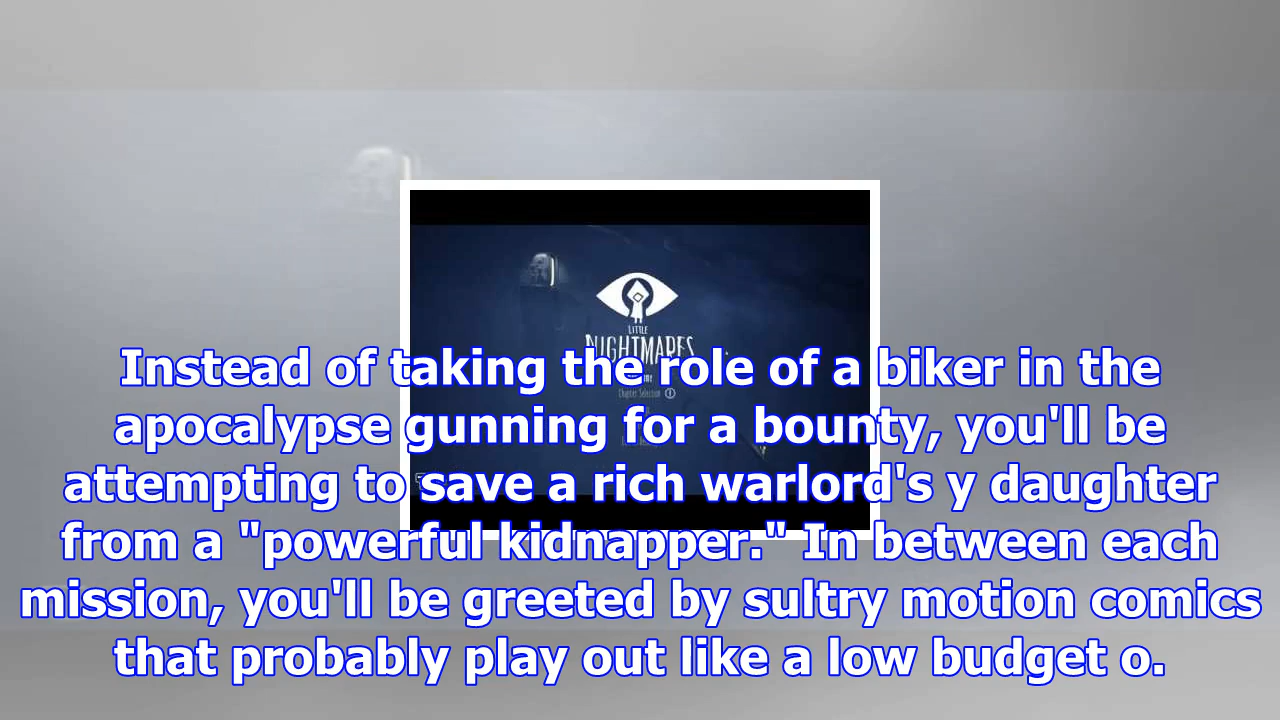 LITTLE
NIGHTMARES
Chapter Selection
Instead of taking the role of a biker in the
apocalypse gunning for a bounty, you'll be
attempting to save a rich warlord's y daughter
from a "powerful kidnapper." In between each
mission, you'll be greeted by sultry motion comics
that probably play out like a low budget o.